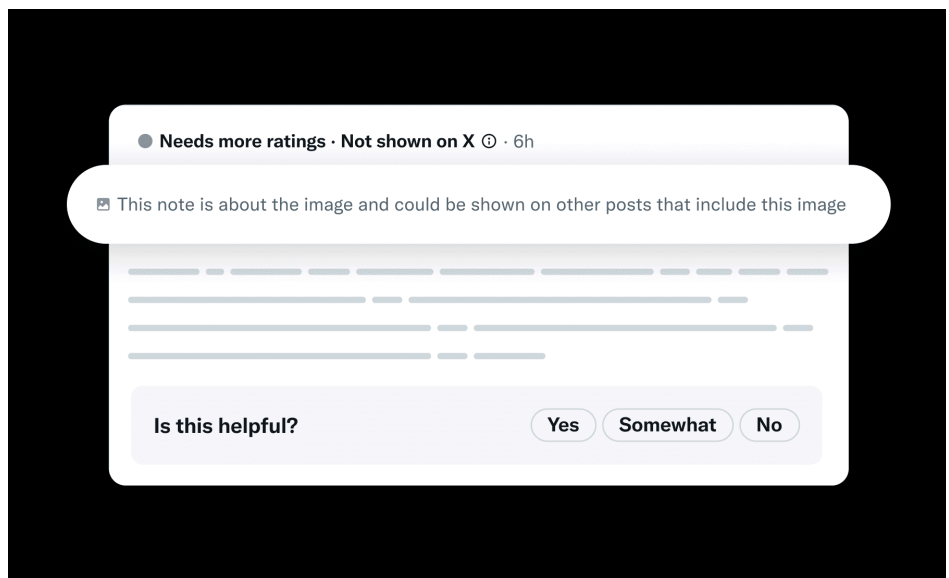 Needs more ratings · Not shown on X · 6h
This note is about the image and could be shown on other posts that include this image
Is this helpful? Yes Somewhat No